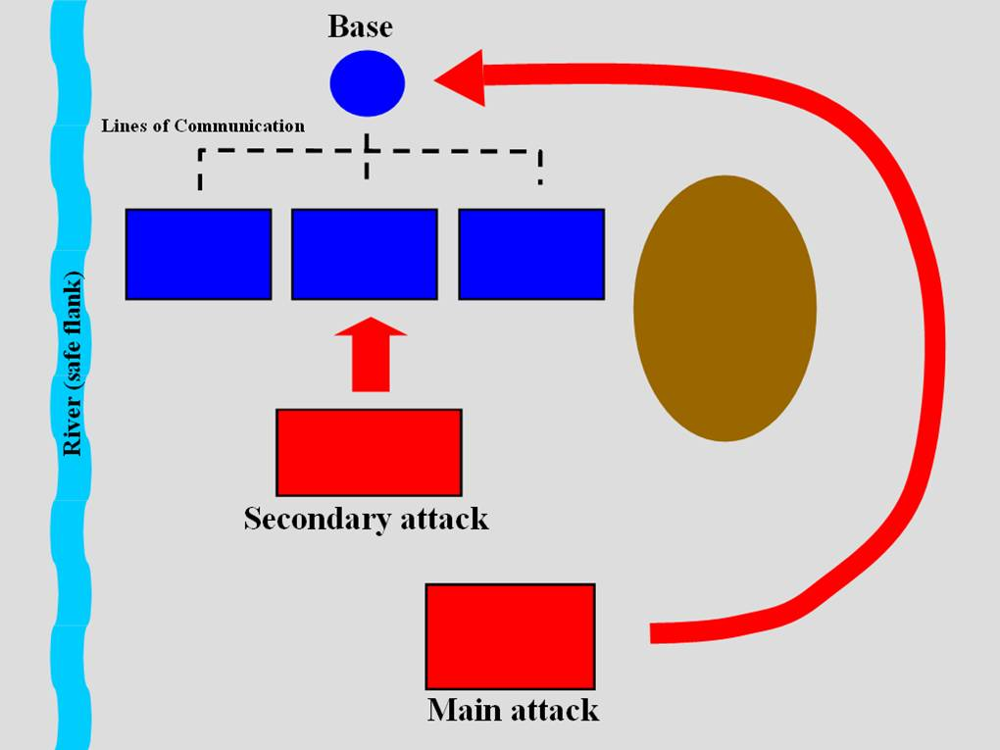 Base
Lines of Communication
River (safe flank)
Secondary attack
Main attack